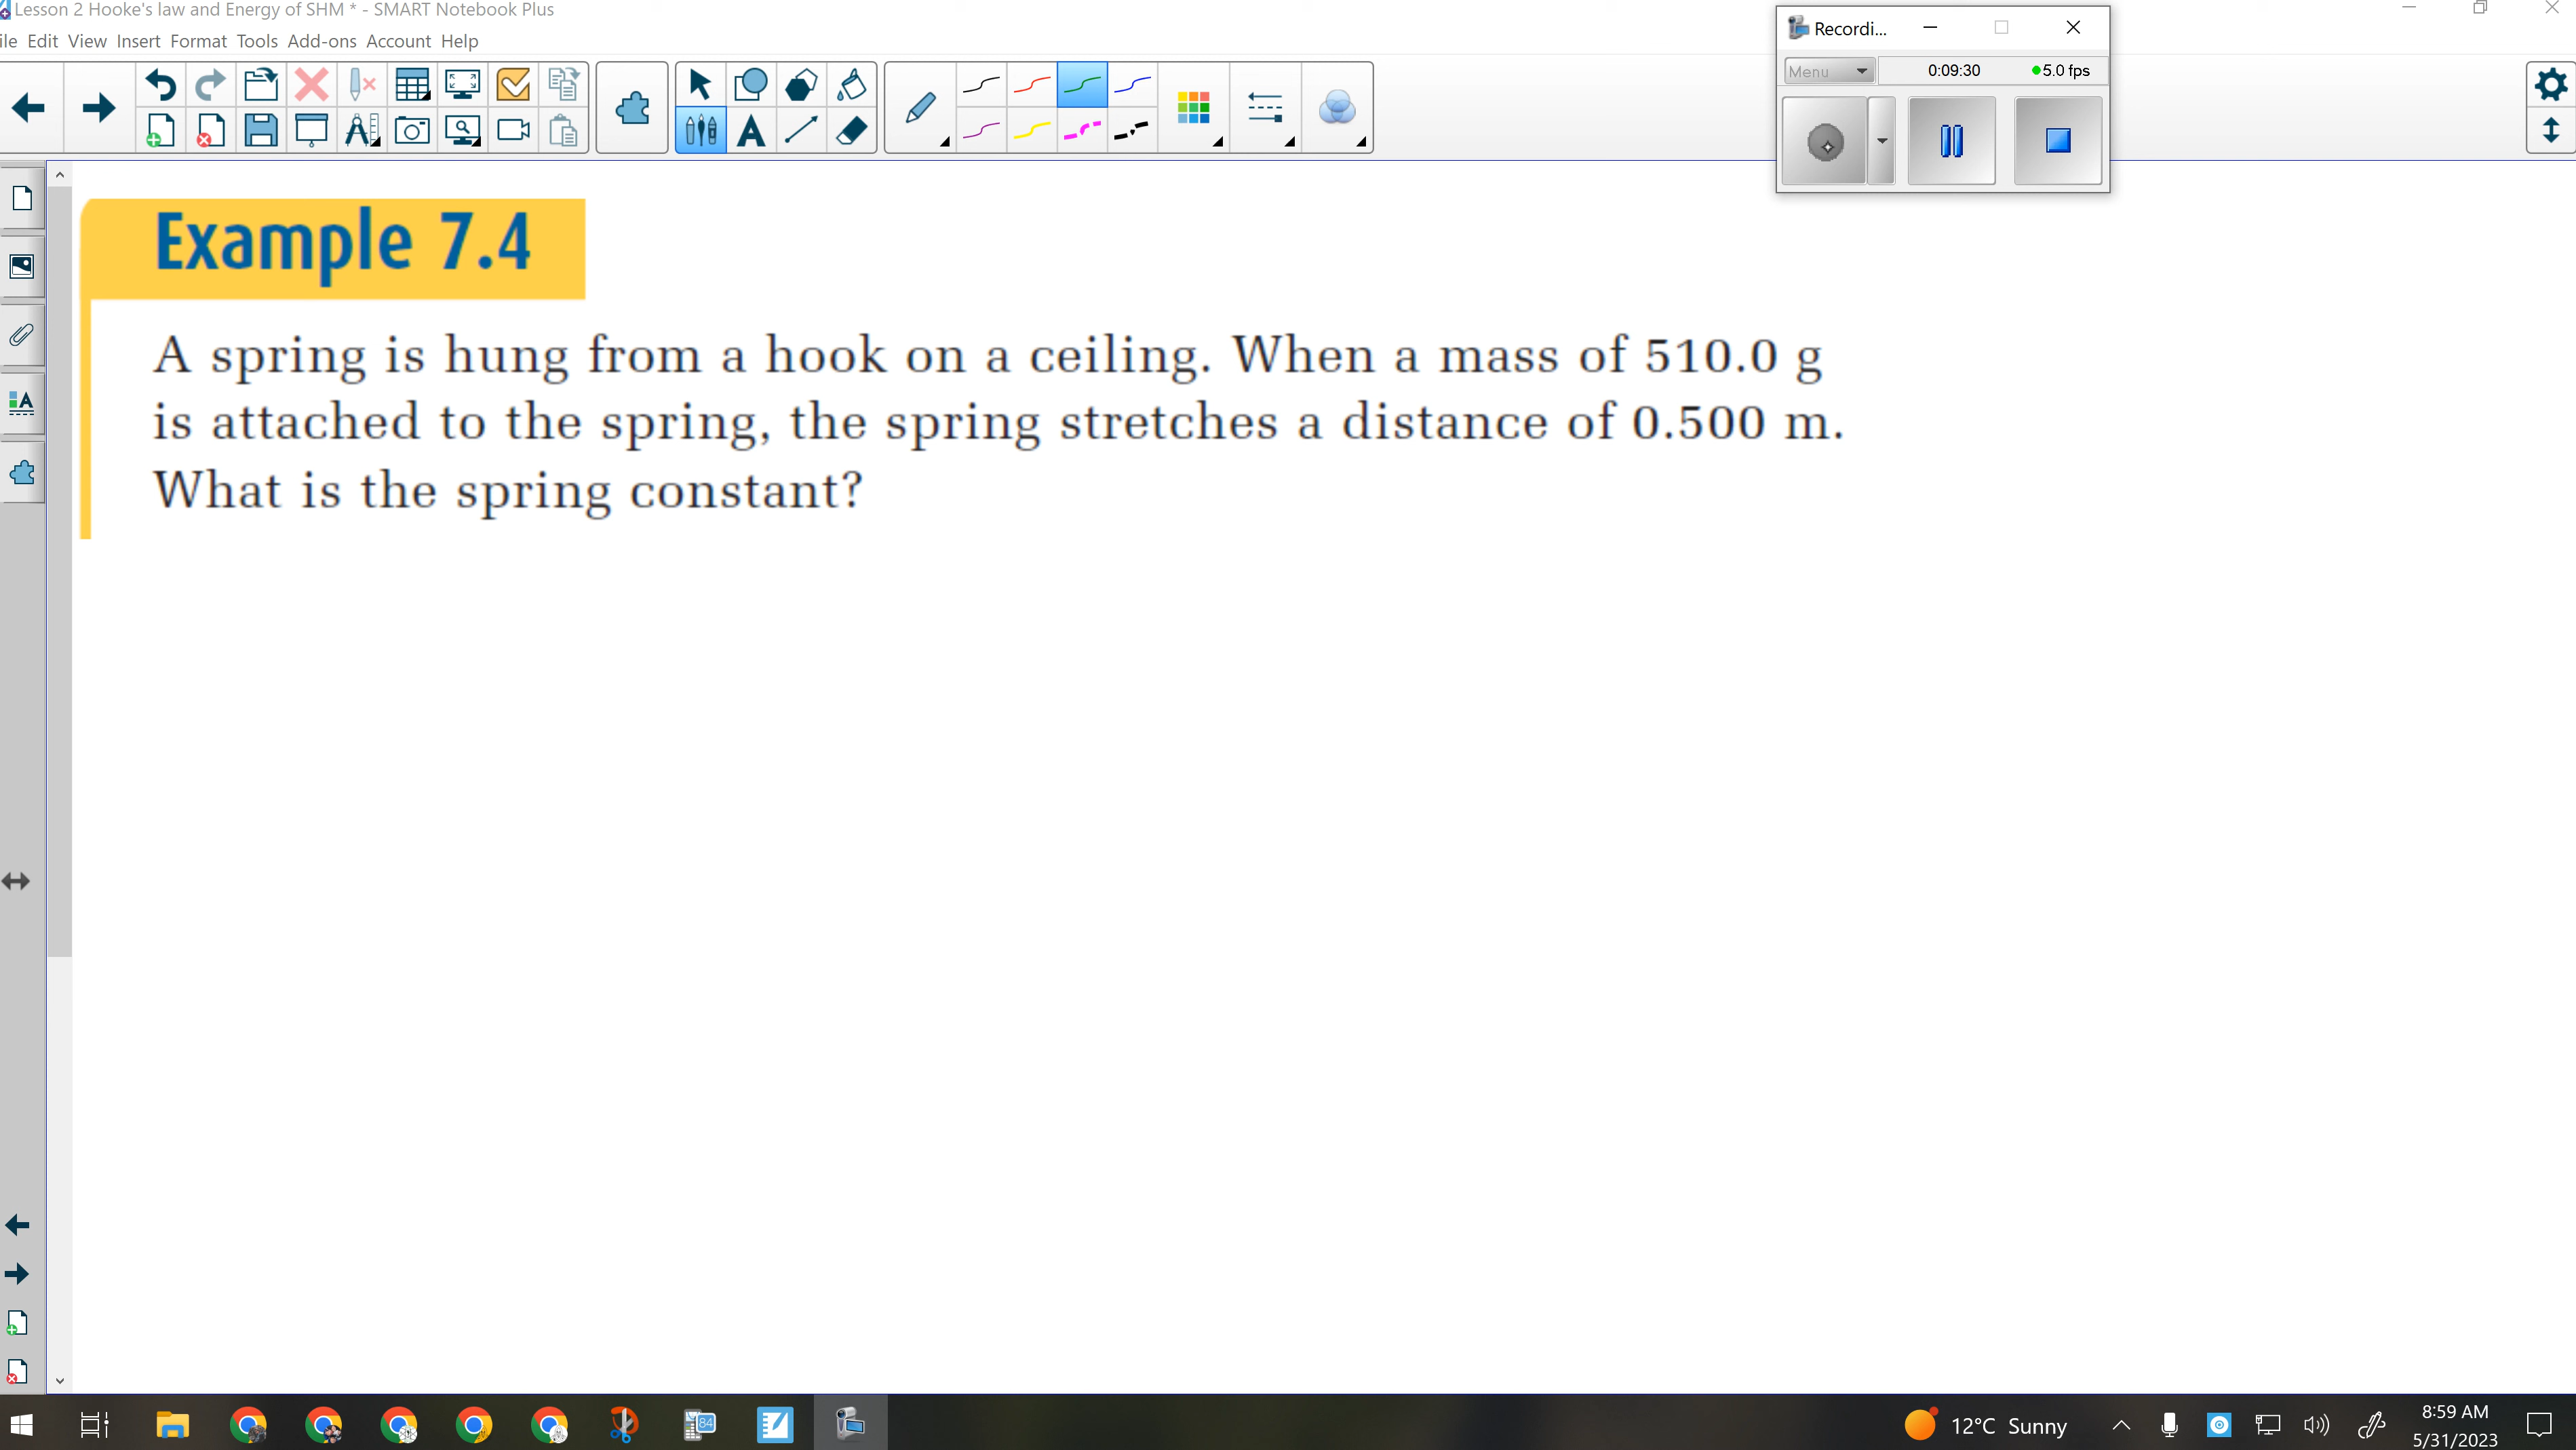 Lesson 2 Hooke's law and Energy of SHM * - SMART Notebook Plus
ile Edit View Insert Format Tools Add-ons Account Help
Recordi...
Menu 0:09:30 5.0 fps
Example 7.4
A spring is hung from a hook on a ceiling. When a mass of 510.0 g
is attached to the spring, the spring stretches a distance of 0.500 m.
What is the spring constant?
84
12°C Sunny
8:59 AM
5/31/2023